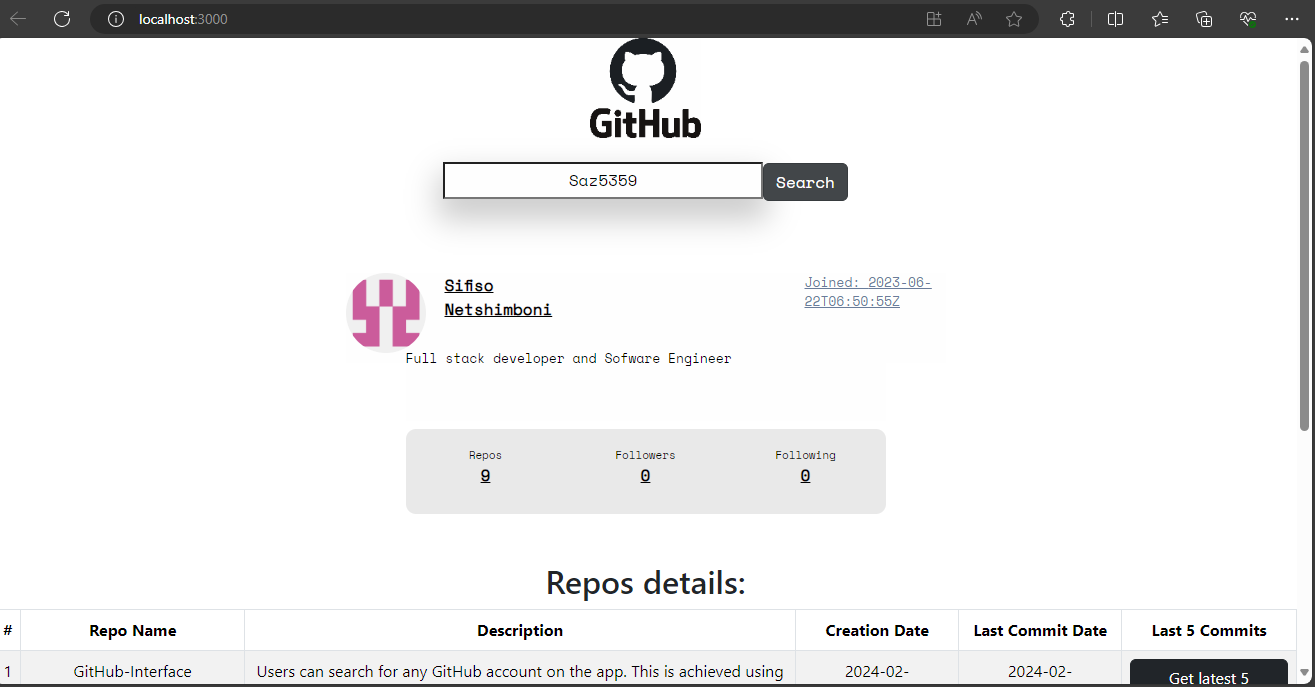 localhost:3000
GitHub
Saz5359 Search
Sifiso
Netshimboni
Joined: 2023-06-
22T06:50:55Z
Full stack developer and Sofware Engineer
Repos Followers Following
9 0 0
Repos details:
# Repo Name Description Creation Date Last Commit Date Last 5 Commits
1 GitHub-Interface Users can search for any GitHub account on the app. This is achieved using 2024-02- 2024-02- Get latest 5